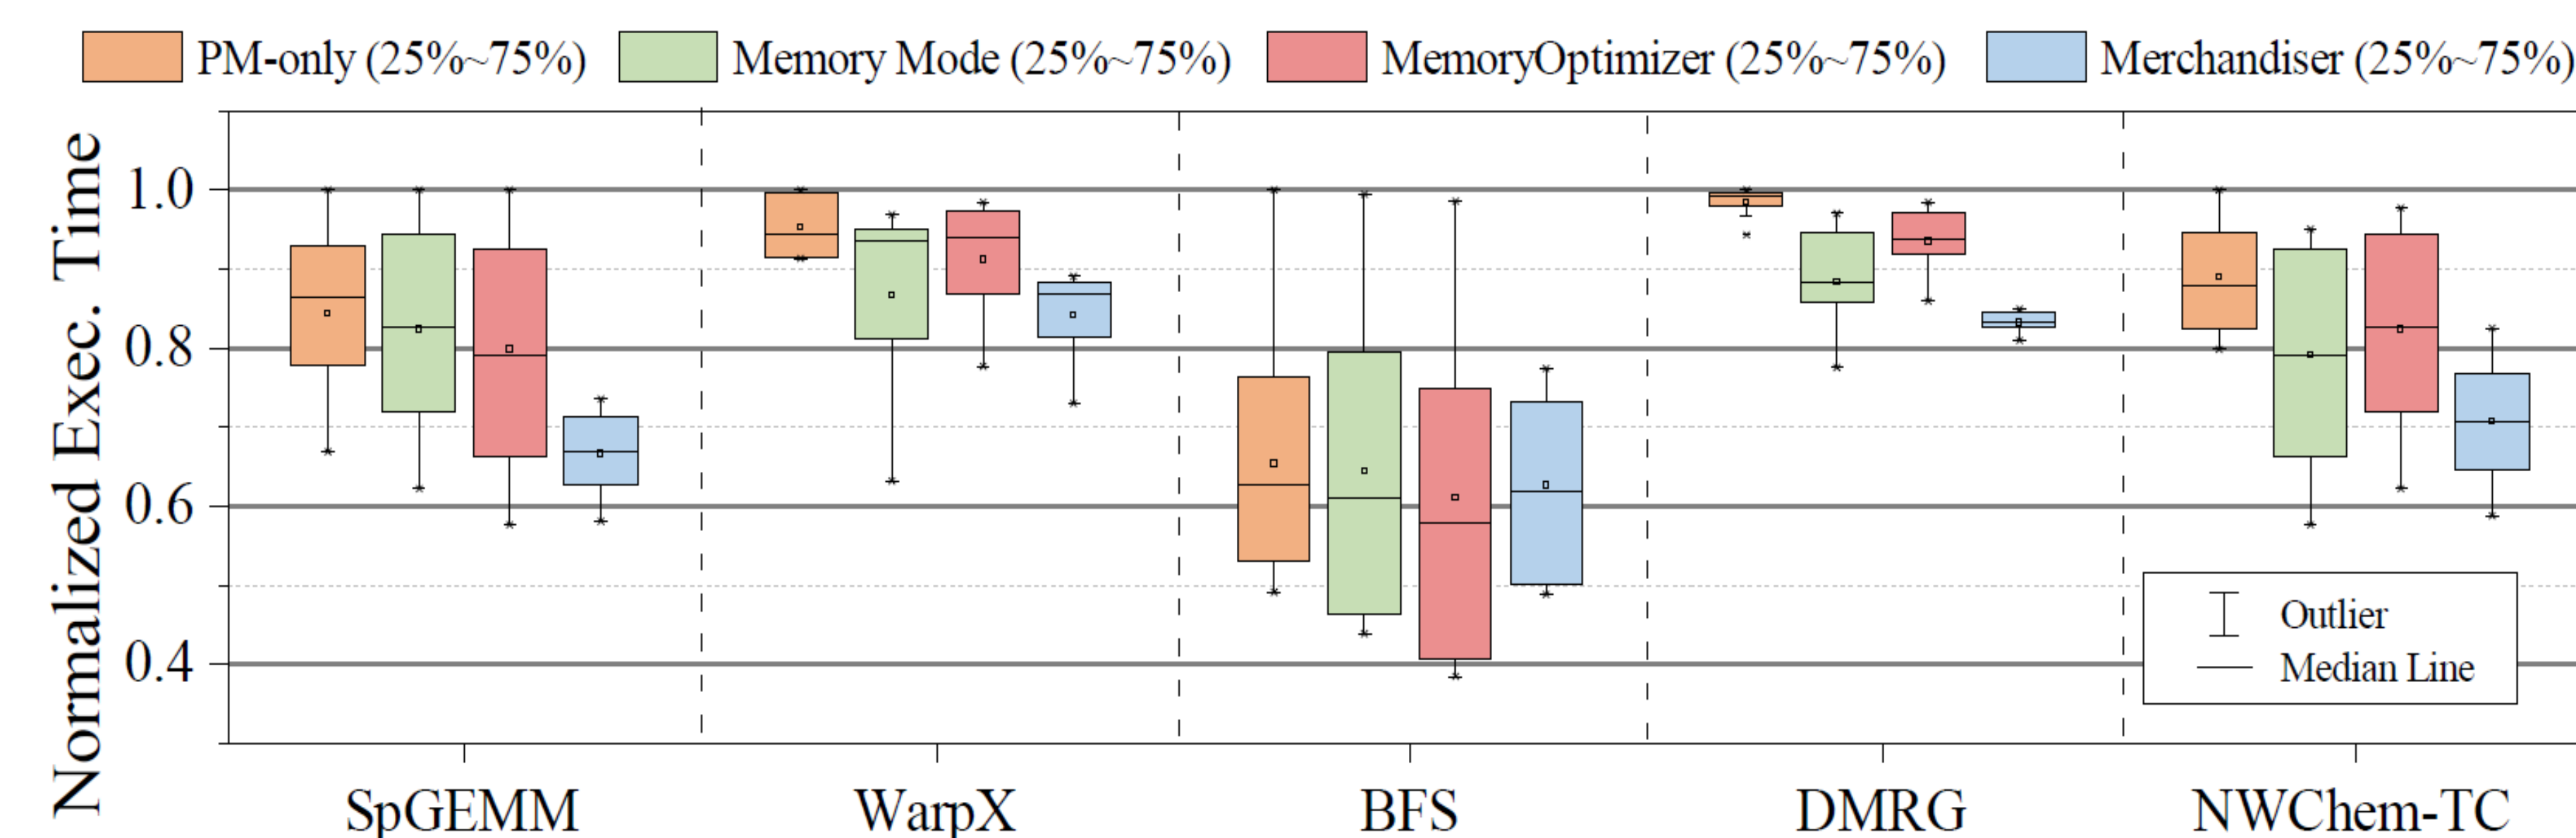 PM-only (25%~75%) Memory Mode (25%~75%) MemoryOptimizer (25%~75%) Merchandiser (25%~75%)
Normalized Exec. Time
1.0
0.8
0.6
0.4
Outlier
Median Line
SpGEMM WarpX BFS DMRG NWChem-TC